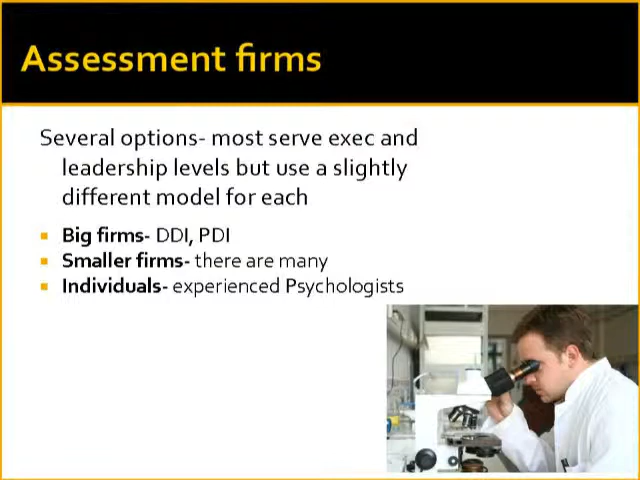 Assessment firms
Several options- most serve exec and
leadership levels but use a slightly
different model for each
Big firms- DDI, PDI
Smaller firms- there are many
Individuals- experienced Psychologists